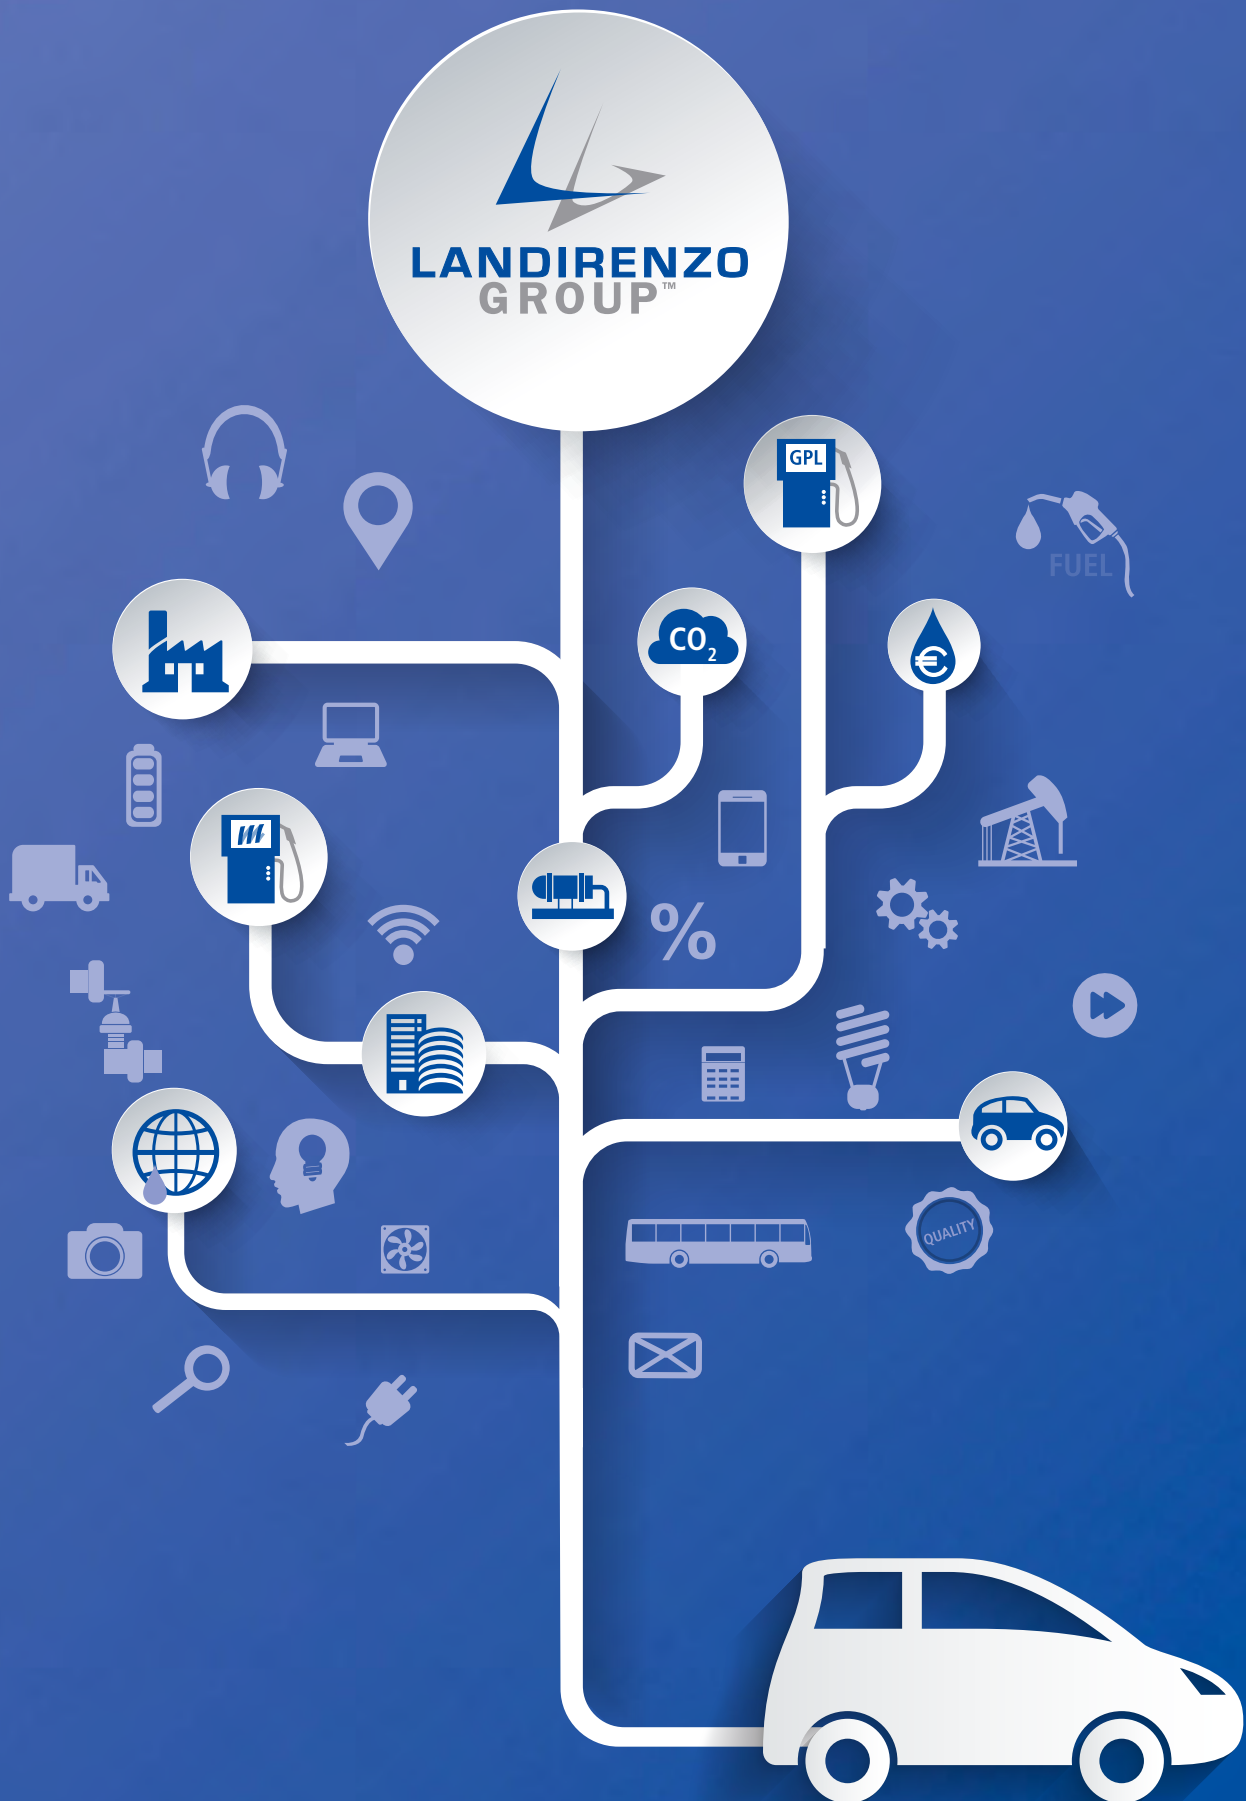 LANDIRENZO
GROUP™
GPL
FUEL
CO₂
€
%
QUALITY